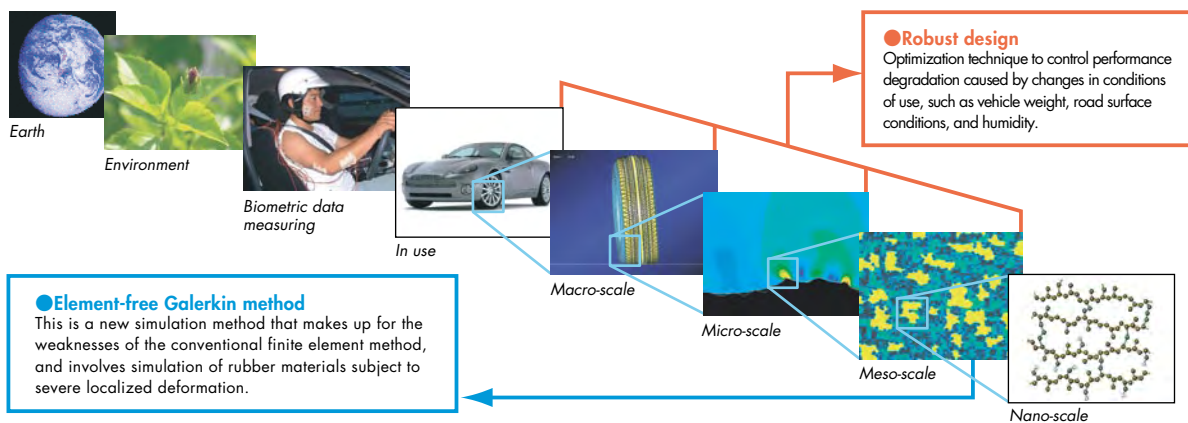 ●Robust design
Optimization technique to control performance
degradation caused by changes in conditions
of use, such as vehicle weight, road surface
conditions, and humidity.
Earth
Environment
Biometric data
measuring
In use
Macro-scale
Micro-scale
Meso-scale
Nano-scale
●Element-free Galerkin method
This is a new simulation method that makes up for the
weaknesses of the conventional finite element method,
and involves simulation of rubber materials subject to
severe localized deformation.